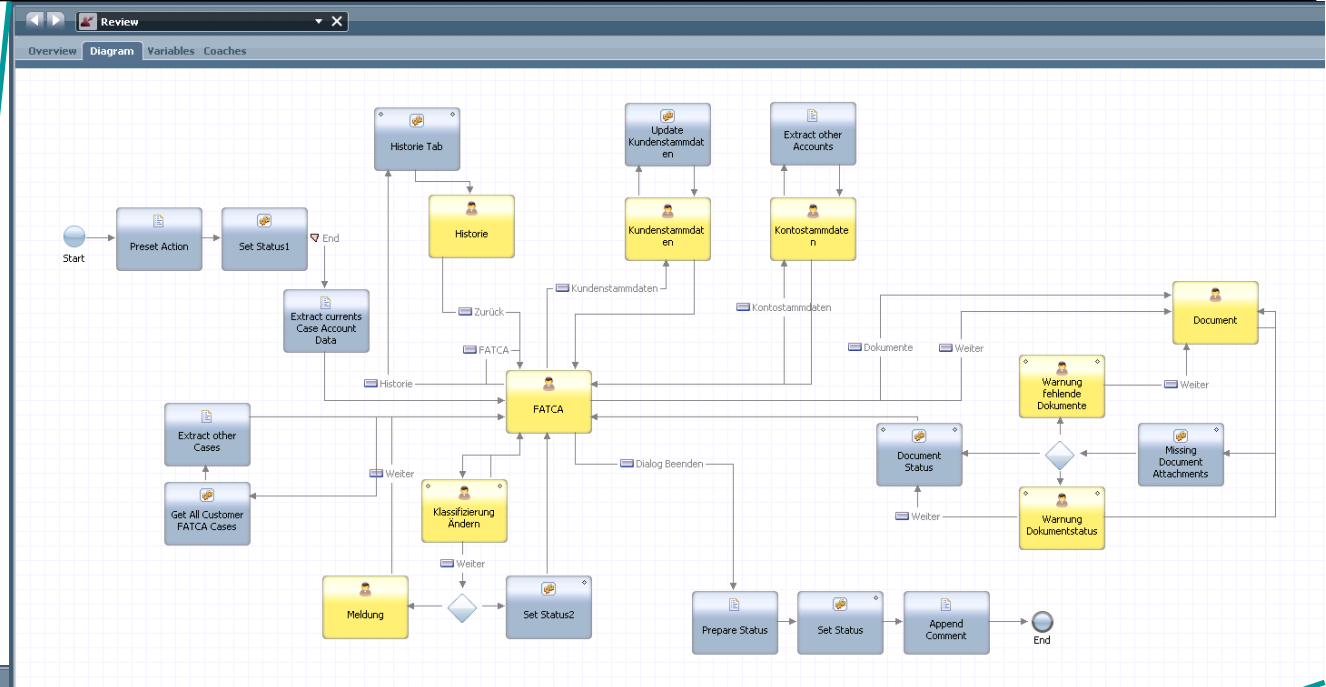 Review
Overview Diagram Variables Coaches
Historie Tab
Update
Kundenstammdat
en
Extract other
Accounts
Start
Preset Action
Set Status1
End
Historie
Kundenstammdat
en
Kontostammdate
n
Extract currents
Case Account
Data
Kundenstammdaten
Kontostammdaten
Zurück
FATCA
Dokumente
Weiter
Document
Historie
FATCA
Warnung
fehlende
Dokumente
Weiter
Extract other
Cases
Weiter
Dialog Beenden
Document
Status
Missing
Document
Attachments
Get All Customer
FATCA Cases
Klassifizierung
Ändern
Weiter
Warnung
Dokumentstatus
Weiter
Meldung
Set Status2
Prepare Status
Set Status
Append
Comment
End